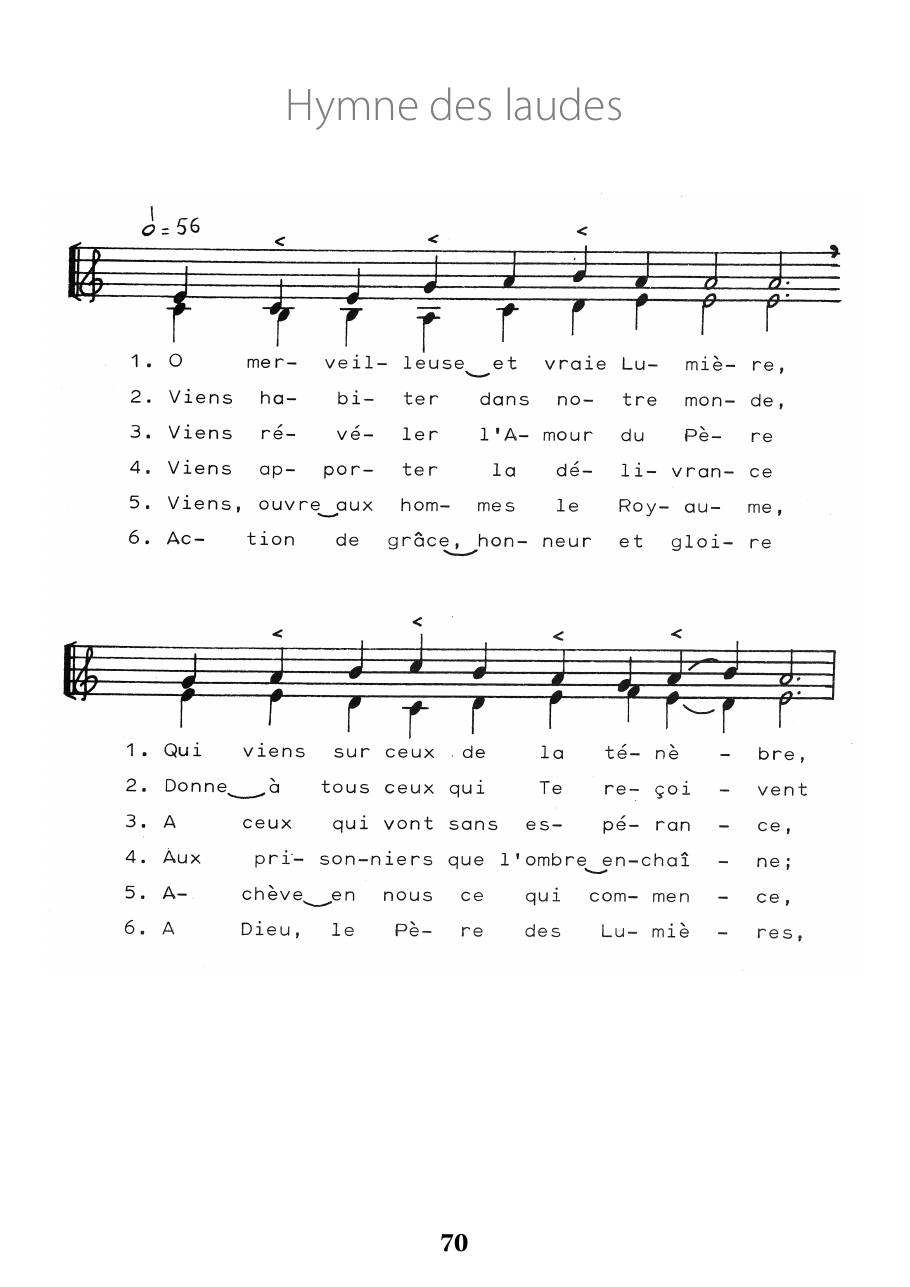 Hymne des laudes
= 56
1. O mer- veil- leuse et vraie Lu- miè- re,
2. Viens ha- bi- ter dans no- tre mon- de,
3. Viens ré- vé- ler l'A- mour du Pè- re
4. Viens ap- por- ter la dé- li- vran- ce
5. Viens, ouvre aux hom- mes le Roy- au- me,
6. Ac- tion de grâce, hon- neur et gloi- re
1. Qui viens sur ceux de la té- nè - bre,
2. Donne à tous ceux qui Te re- çoi - vent
3. A ceux qui vont sans es- pé- ran - ce,
4. Aux pri- son-niers que l'ombre en-chaî - ne;
5. A- chève en nous ce qui com- men - ce,
6. A Dieu, le Pè- re des Lu- miè - res,
70